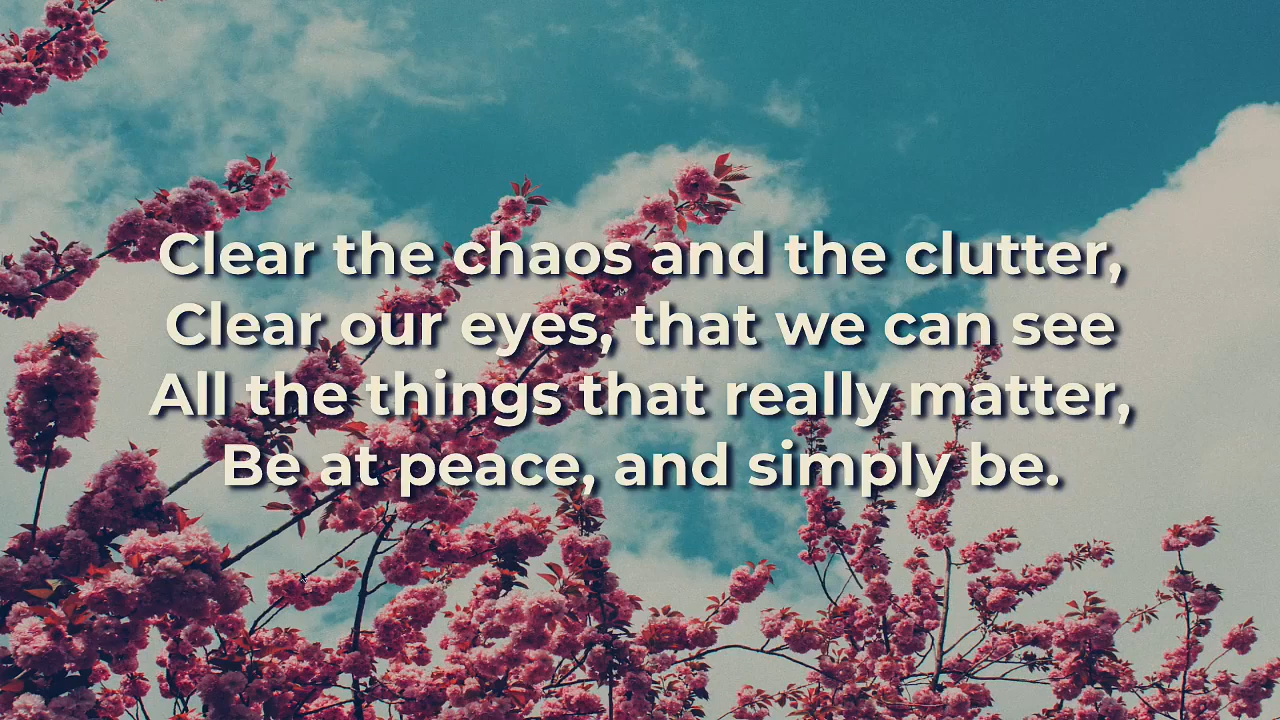 Clear the chaos and the clutter,
Clear our eyes, that we can see
All the things that really matter,
Be at peace, and simply be.